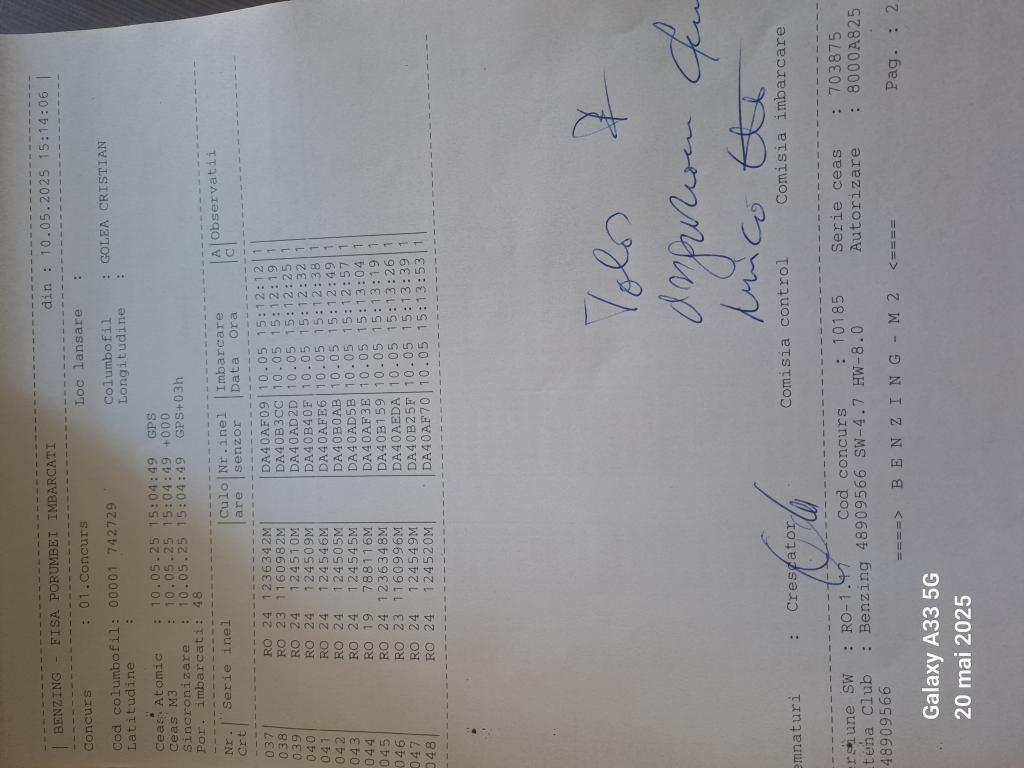 | BENZING - FISA PORUMBEI IMBARCATI din : 10.05.2025 15:14:06 |
Concurs : 01.Concurs Loc lansare :
Cod columbofil: 00001 742729 Columbofil : GOLEA CRISTIAN
Latitudine : Longitudine :
Ceas Atomic : 10.05.25 15:04:49 GPS
Ceas M3 : 10.05.25 15:04:49 +000
Sincronizare : 10.05.25 15:04:49 GPS+03h
Por. imbarcati: 48
Nr.| Serie inel |Culo|Nr.inel |Imbarcare |A|Observatii
Crt| |are |senzor |Data Ora |C|
037| RO 24 1236342M |DA40AF09|10.05 15:12:12|1
038| RO 23 1160982M |DA40B3CC|10.05 15:12:19|1
039| RO 24 124510M |DA40AD2D|10.05 15:12:25|1
040| RO 24 124509M |DA40B40F|10.05 15:12:32|1
041| RO 24 124546M |DA40AFE6|10.05 15:12:38|1
042| RO 24 124505M |DA40B0AB|10.05 15:12:49|1
043| RO 24 124545M |DA40AD5B|10.05 15:12:57|1
044| RO 19 788116M |DA40AF3E|10.05 15:13:04|1
045| RO 24 1236348M |DA40B159|10.05 15:13:19|1
046| RO 23 1160996M |DA40AEDA|10.05 15:13:26|1
047| RO 24 124549M |DA40B25F|10.05 15:13:39|1
048| RO 24 124520M |DA40AF70|10.05 15:13:53|1
emnaturi : Crescator Comisia control Comisia imbarcare
ersiune SW : RO-1. Cod concurs : 10185 Serie ceas : 703875
tena Club : Benzing 48909566 SW-4.7 HW-8.0 Autorizare : 8000A825
48909566
====> B E N Z I N G - M 2 <==== Pag. : 2
Galaxy A33 5G
20 mai 2025